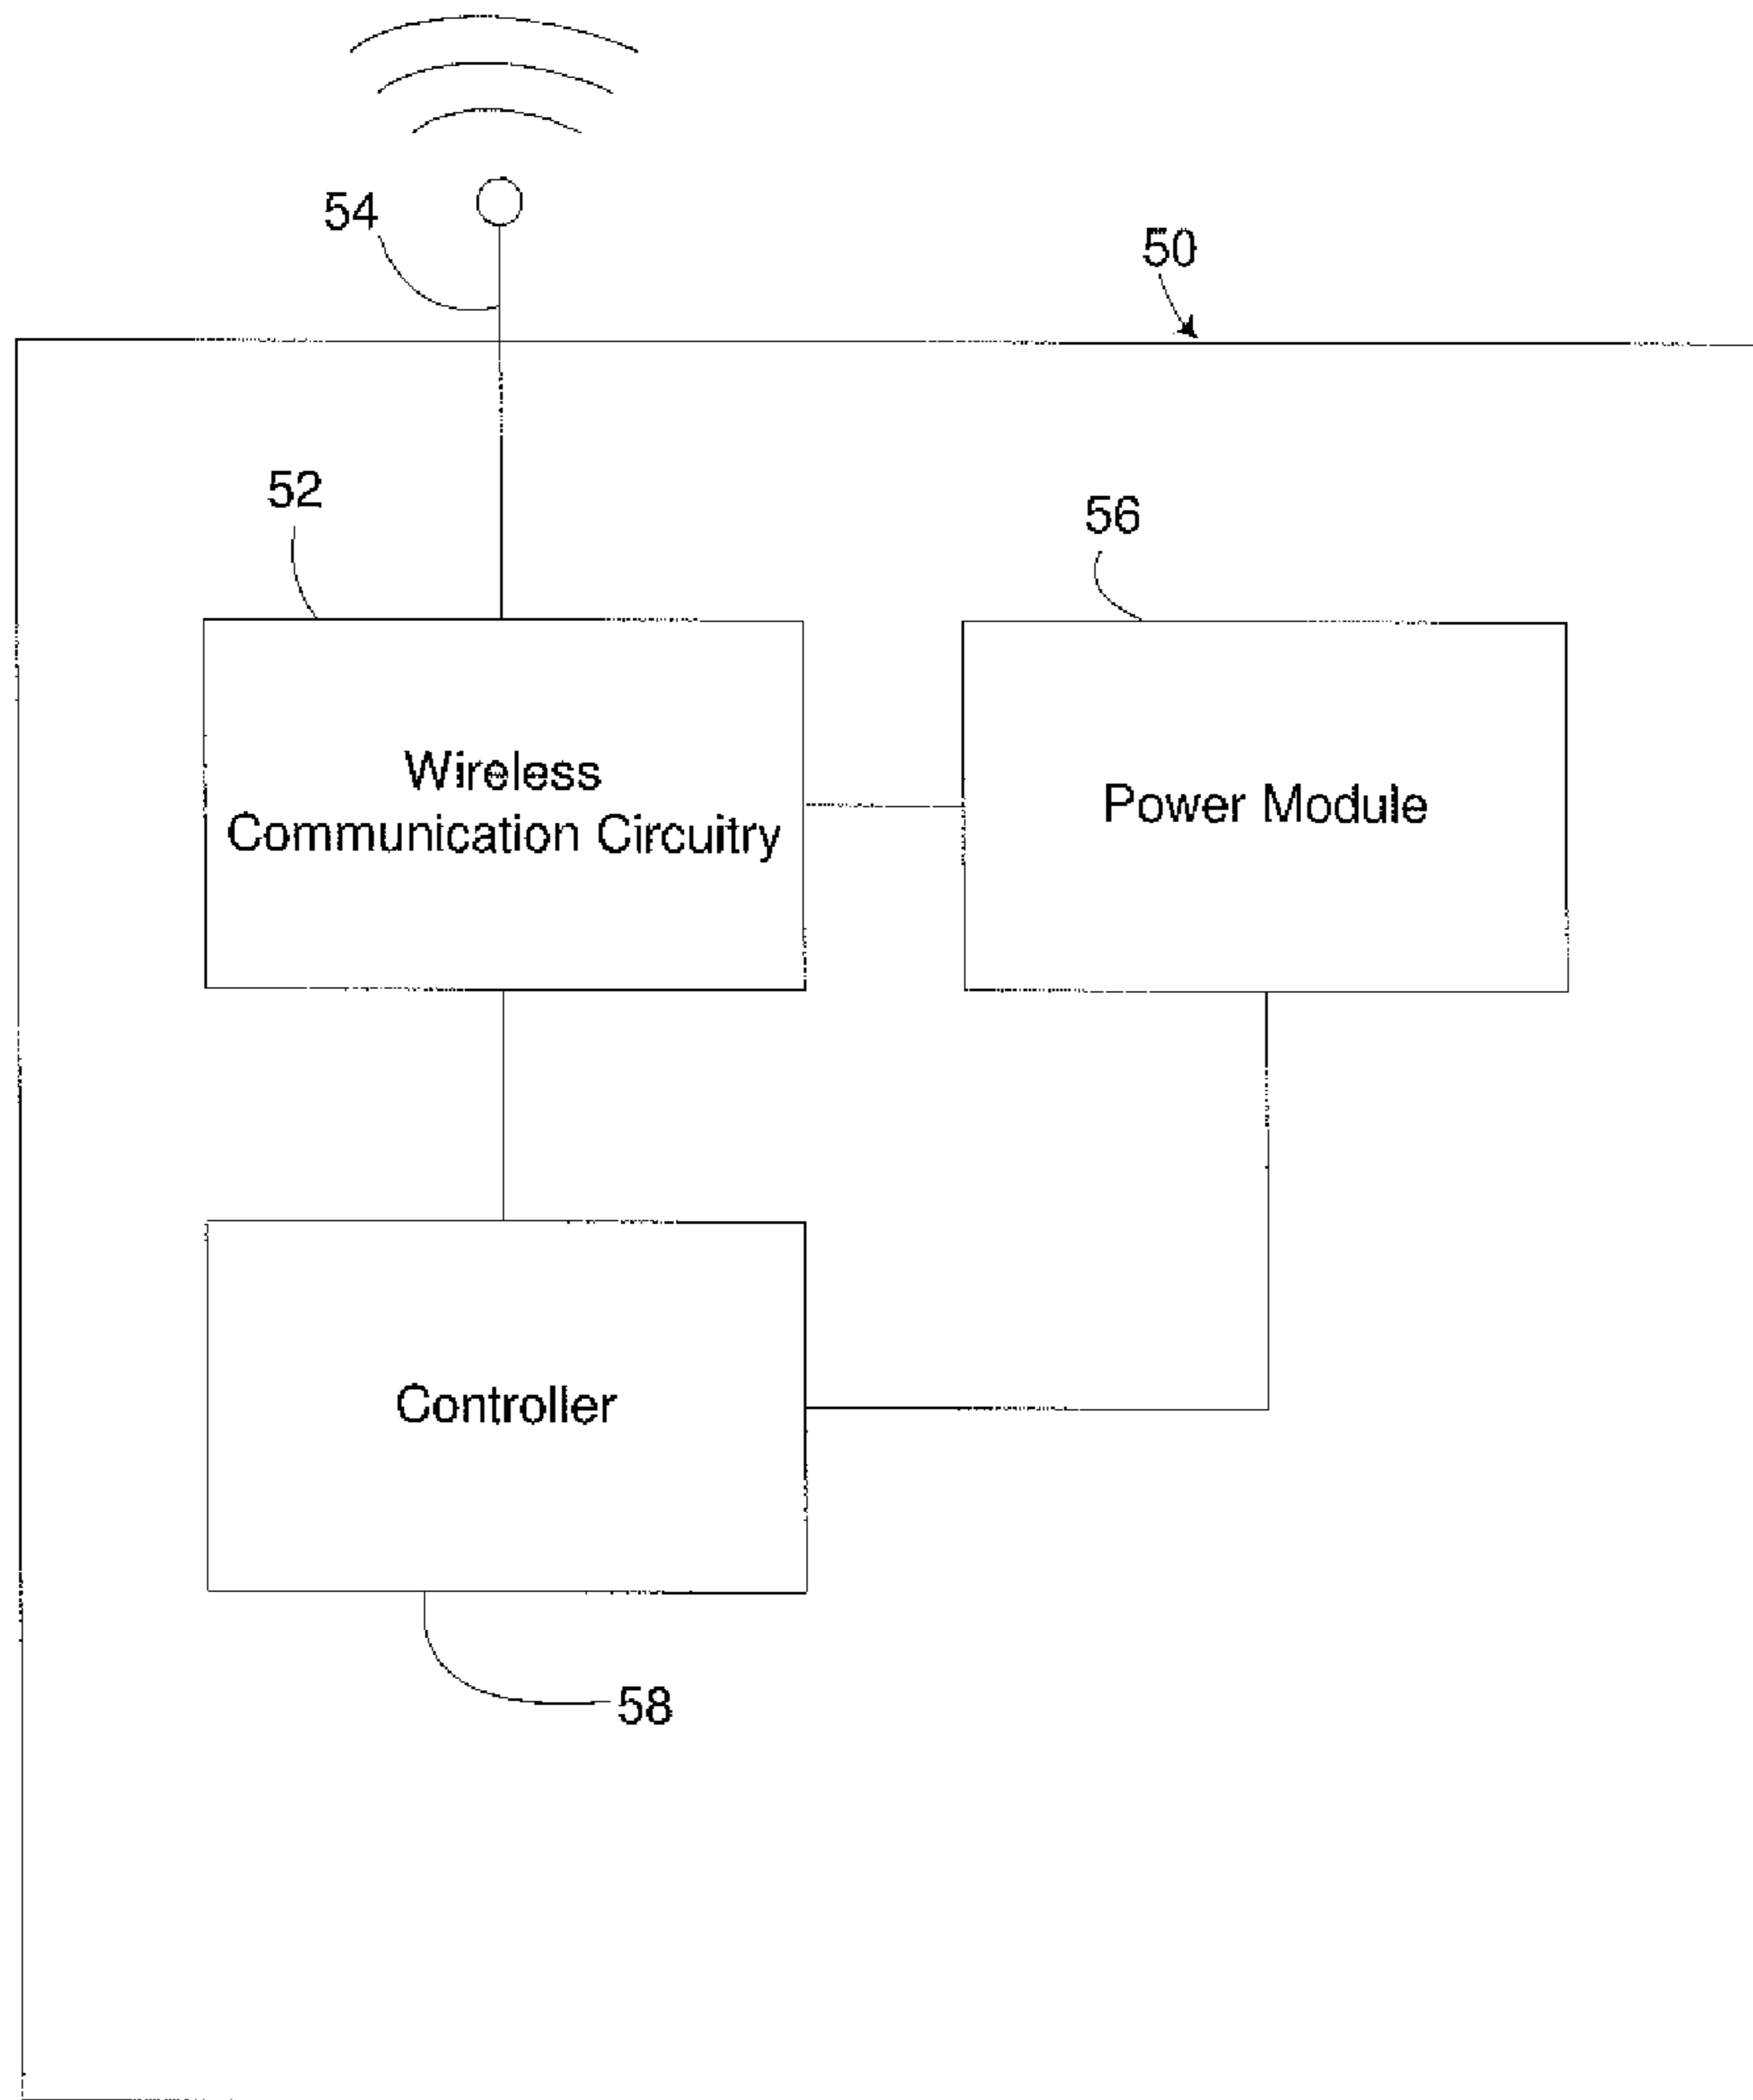 54
50
52
56
Wireless
Communication Circuitry
Power Module
Controller
58